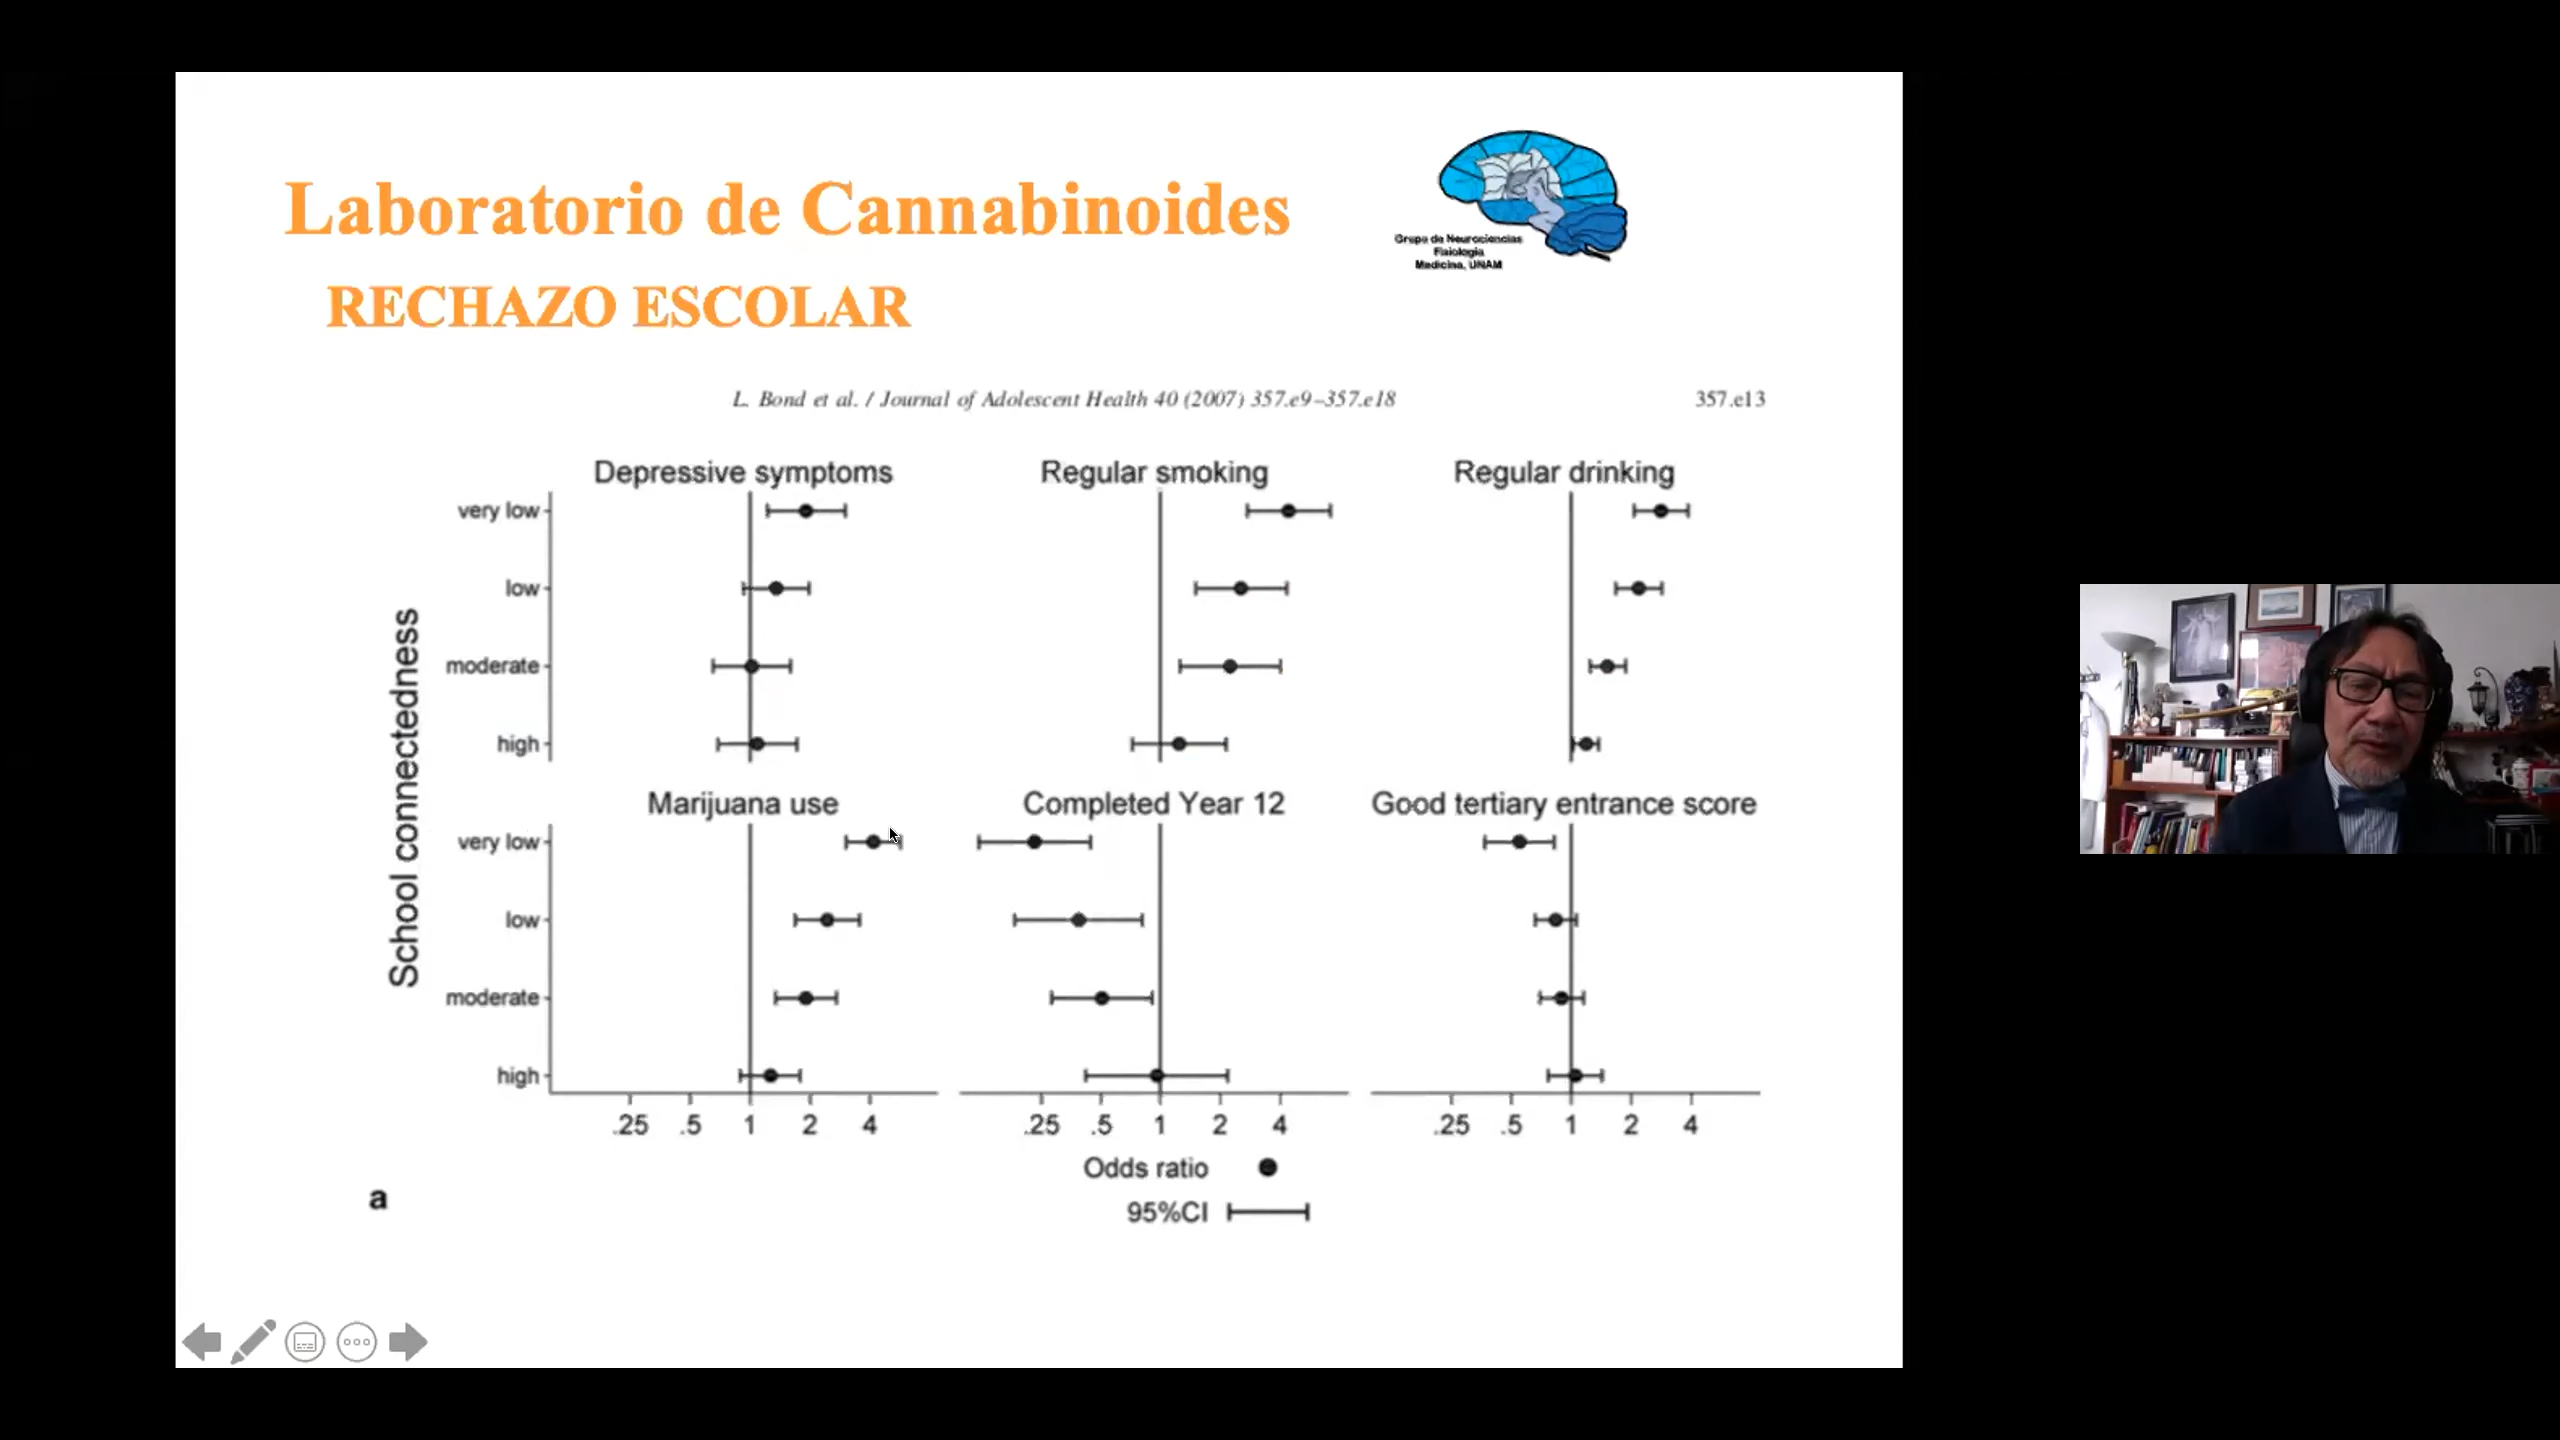 Laboratorio de Cannabinoides
RECHAZO ESCOLAR
Grupo de Neurociencias
Fisiología
Medicina, UNAM
L. Bond et al. / Journal of Adolescent Health 40 (2007) 357.e9–357.e18
357.e13
School connectedness
Depressive symptoms
Regular smoking
Regular drinking
very low
low
moderate
high
Marijuana use
Completed Year 12
Good tertiary entrance score
very low
low
moderate
high
.25 .5 1 2 4
.25 .5 1 2 4
.25 .5 1 2 4
Odds ratio
95%CI
a